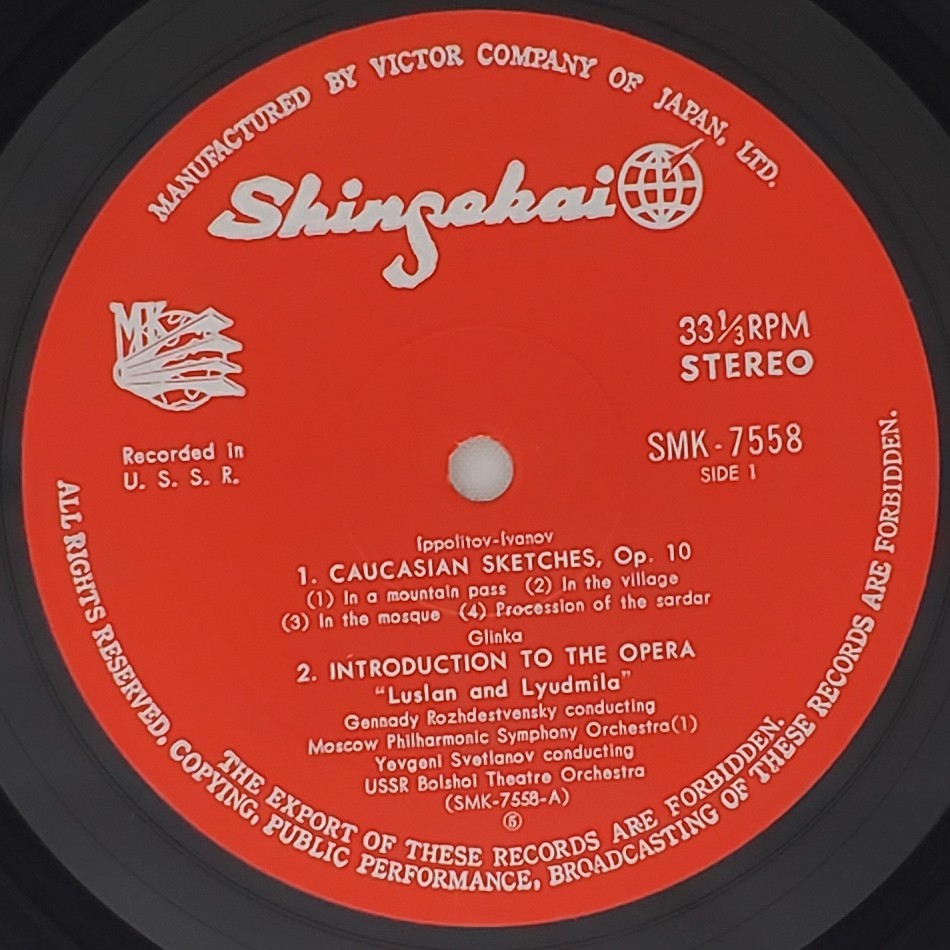 MANUFACTURED BY VICTOR COMPANY OF JAPAN, LTD.
Shinsekai
MK
33⅓RPM
STEREO
Recorded in
U. S. S. R.
SMK-7558
SIDE 1
Ippolitov-Ivanov
1. CAUCASIAN SKETCHES, Op. 10
(1) In a mountain pass (2) In the village
(3) In the mosque (4) Procession of the sardar
Glinka
2. INTRODUCTION TO THE OPERA
“Luslan and Lyudmila”
Gennady Rozhdestvensky conducting
Moscow Philharmonic Symphony Orchestra(1)
Yevgeni Svetlanov conducting
USSR Bolshoi Theatre Orchestra
(SMK-7558-A)
⑤
THE EXPORT OF THESE RECORDS ARE FORBIDDEN.
ALL RIGHTS RESERVED, COPYING, PUBLIC PERFORMANCE, BROADCASTING OF THESE RECORDS ARE FORBIDDEN.